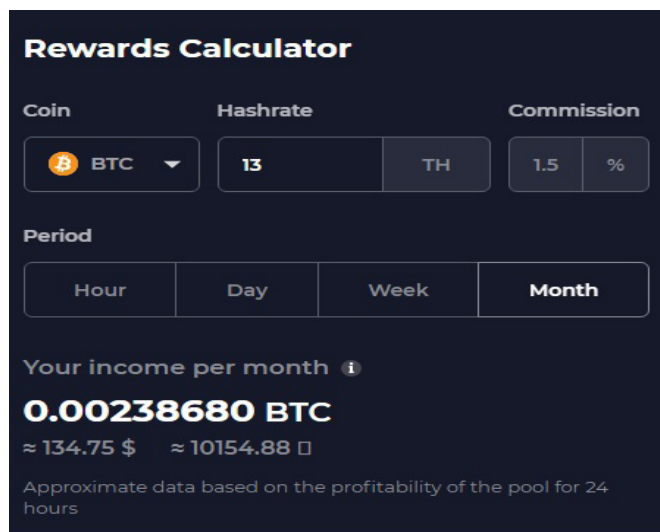 Rewards Calculator
Coin Hashrate Commission
BTC 13 TH 1.5 %
Period
Hour Day Week Month
Your income per month
0.00238680 BTC
≈ 134.75 $ ≈ 10154.88 ▯
Approximate data based on the profitability of the pool for 24
hours